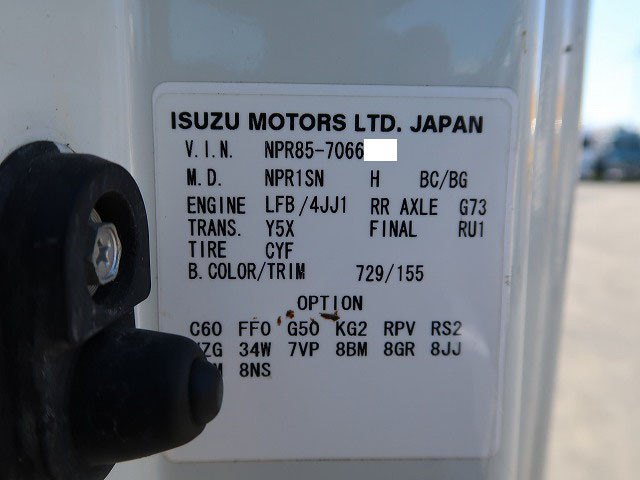 ISUZU MOTORS LTD. JAPAN
V.I.N. NPR85-7066
M.D. NPR1SN H BC/BG
ENGINE LFB/4JJ1 RR AXLE G73
TRANS. Y5X FINAL RU1
TIRE CYF
B.COLOR/TRIM 729/155
OPTION
C60 FF0 G50 KG2 RPV RS2
34W 7VP 8BM 8GR 8JJ
8NS